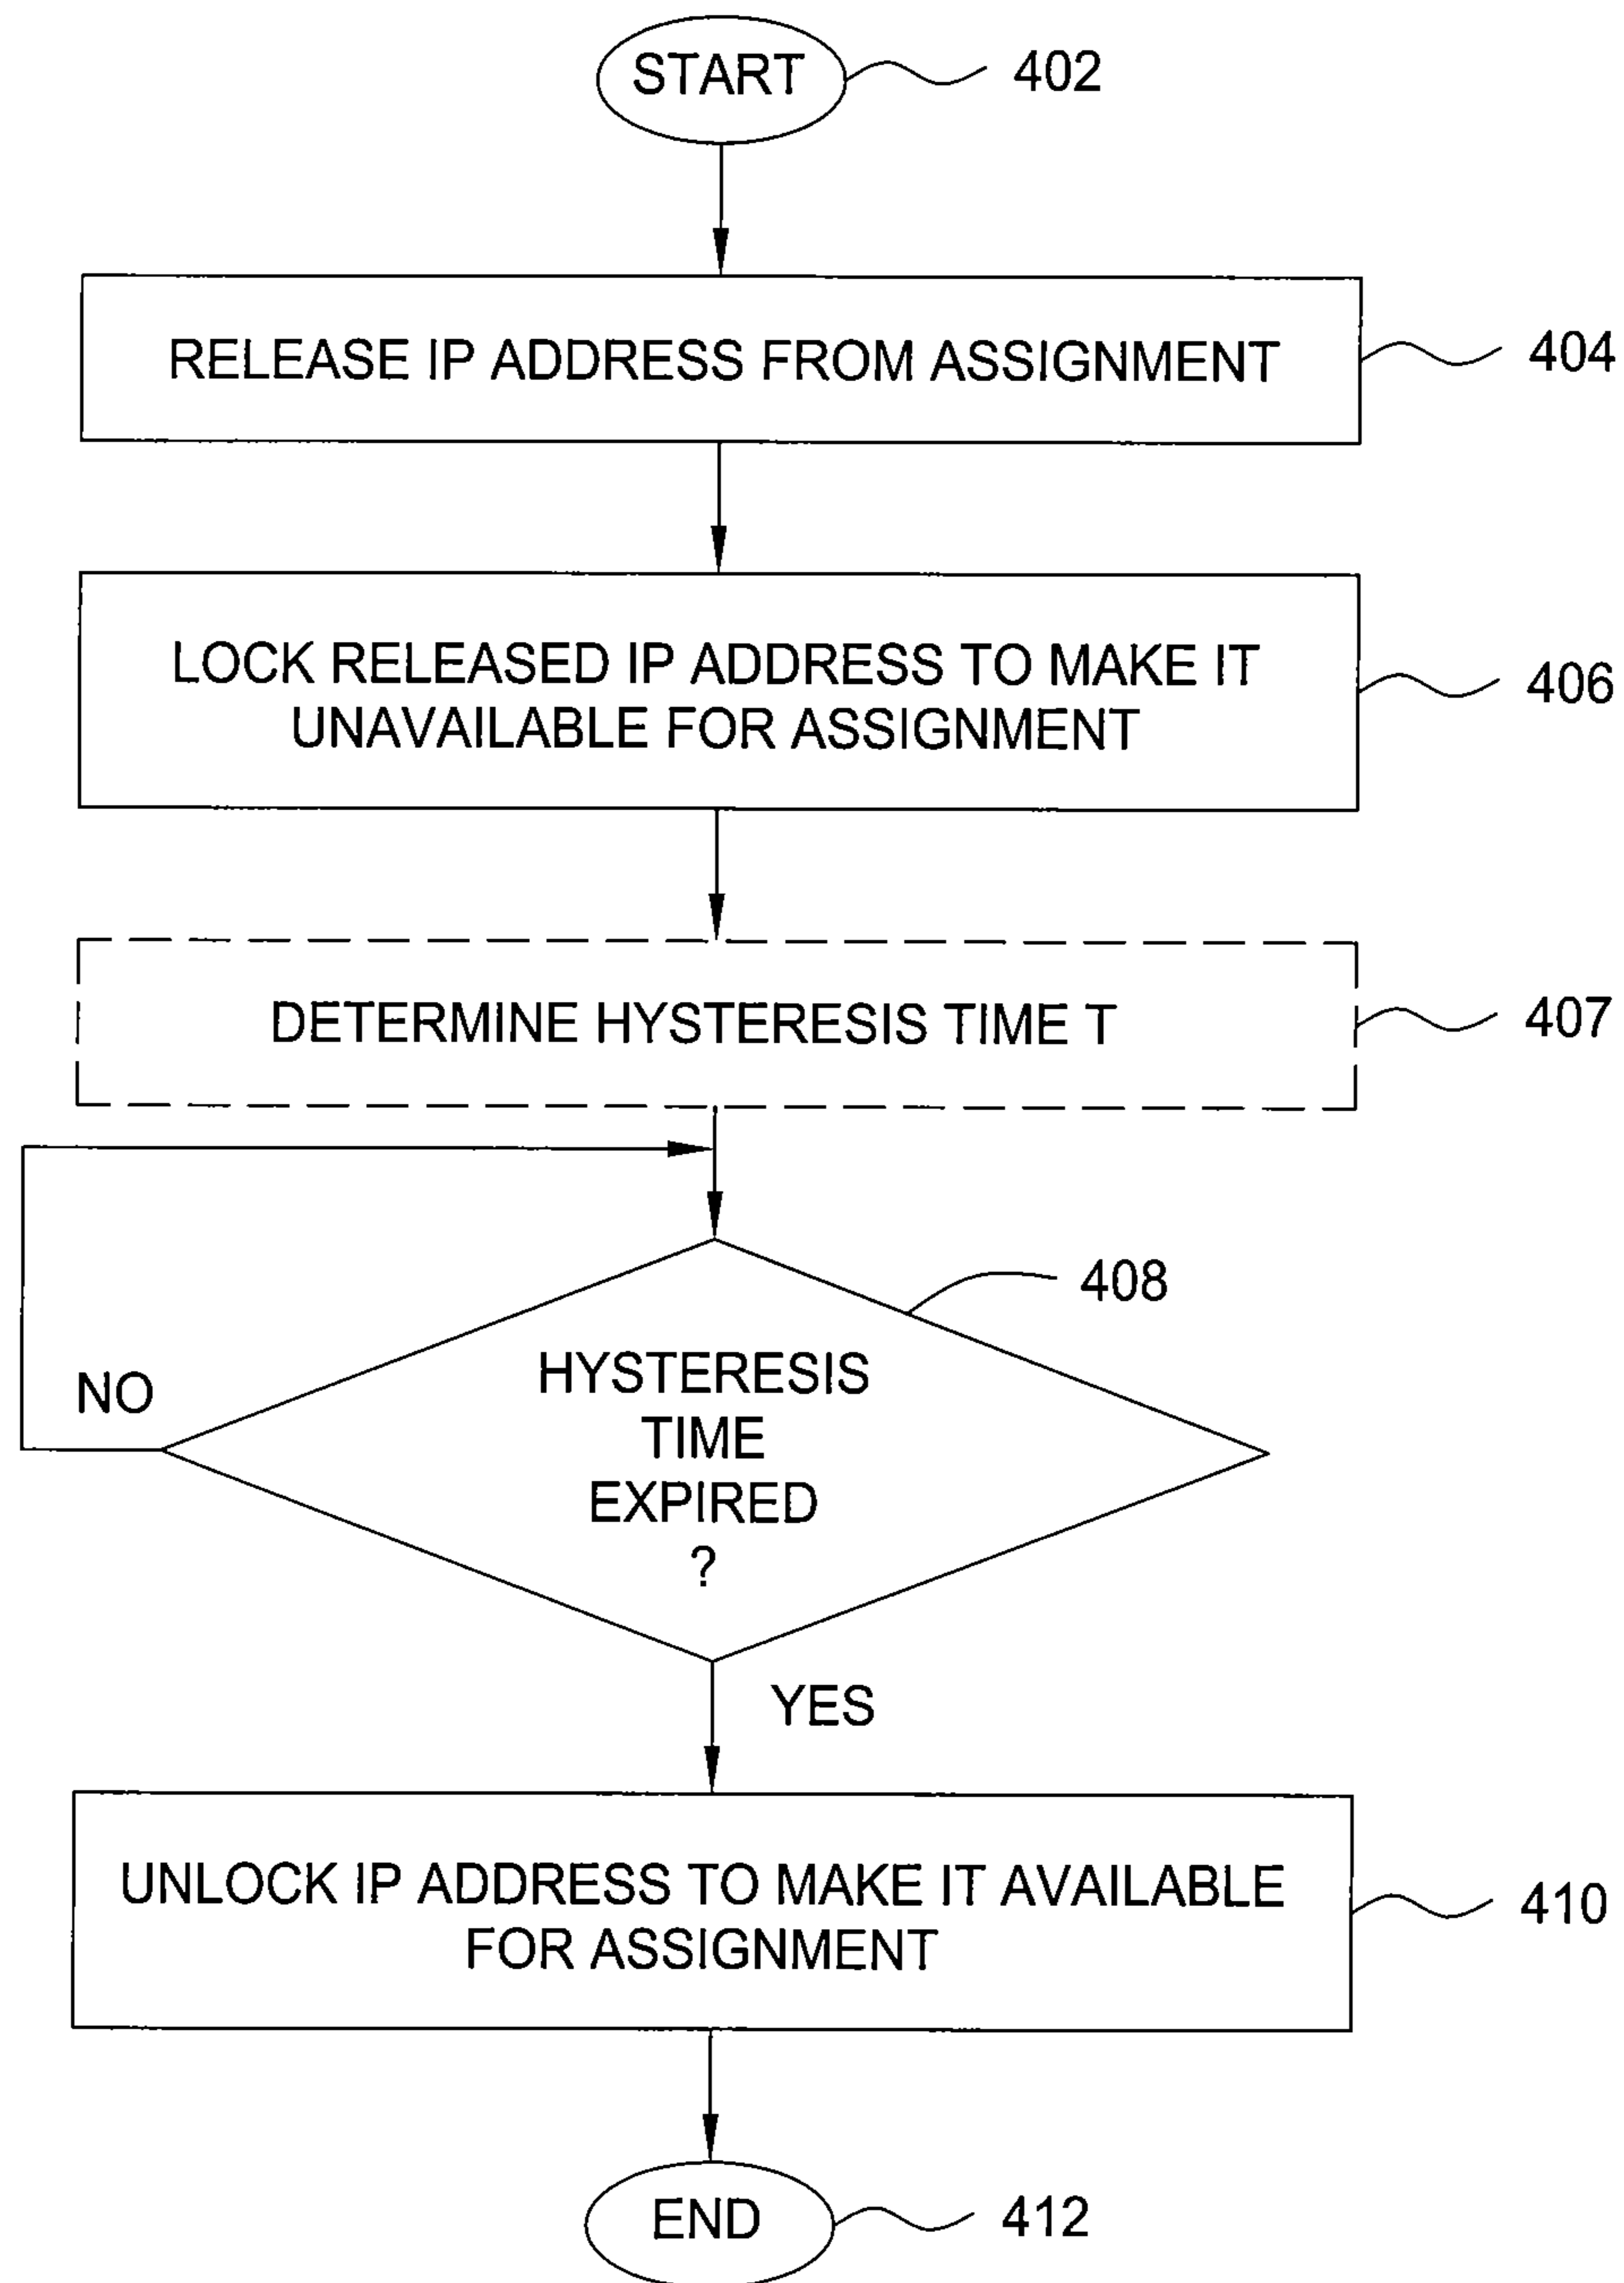 START
402
RELEASE IP ADDRESS FROM ASSIGNMENT
404
LOCK RELEASED IP ADDRESS TO MAKE IT
UNAVAILABLE FOR ASSIGNMENT
406
DETERMINE HYSTERESIS TIME T
407
408
HYSTERESIS
TIME
EXPIRED
?
NO
YES
UNLOCK IP ADDRESS TO MAKE IT AVAILABLE
FOR ASSIGNMENT
410
END
412